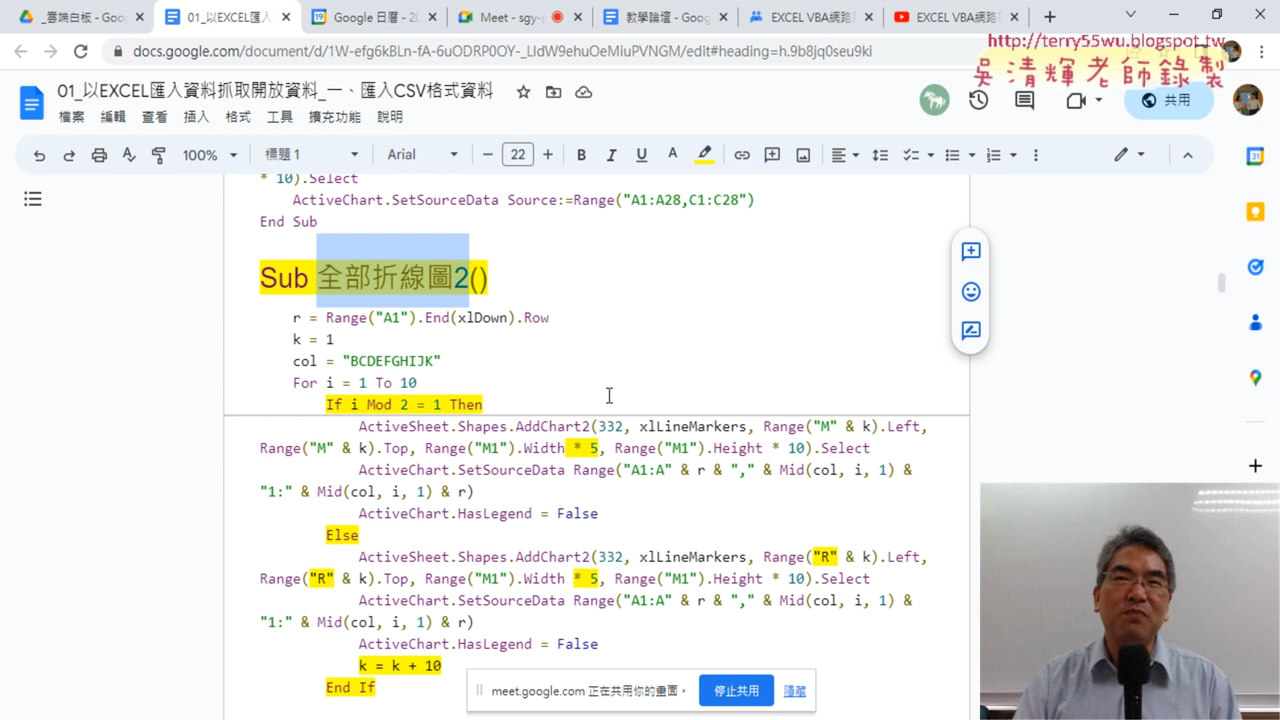 _雲端白板 - Goo
01_以EXCEL匯入
Google 日曆 - 20
Meet - sgy-
教學論壇 - Goog
EXCEL VBA網路爬
EXCEL VBA網路爬
docs.google.com/document/d/1W-efg6kBLn-fA-6uODRP0OY-_LIdW9ehuOeMiuPVNGM/edit#heading=h.9b8jq0seu9ki
http://terry55wu.blogspot.tw
吳清輝老師錄製
01_以EXCEL匯入資料抓取開放資料_一、匯入CSV格式資料
共用
檔案 編輯 查看 插入 格式 工具 擴充功能 說明
100% 標題 1 Arial 22 B I U A
* 10).Select
ActiveChart.SetSourceData Source:=Range("A1:A28,C1:C28")
End Sub
Sub 全部折線圖2()
r = Range("A1").End(xlDown).Row
k = 1
col = "BCDEFGHIJK"
For i = 1 To 10
If i Mod 2 = 1 Then
ActiveSheet.Shapes.AddChart2(332, xlLineMarkers, Range("M" & k).Left,
Range("M" & k).Top, Range("M1").Width * 5, Range("M1").Height * 10).Select
ActiveChart.SetSourceData Range("A1:A" & r & "," & Mid(col, i, 1) &
"1:" & Mid(col, i, 1) & r)
ActiveChart.HasLegend = False
Else
ActiveSheet.Shapes.AddChart2(332, xlLineMarkers, Range("R" & k).Left,
Range("R" & k).Top, Range("M1").Width * 5, Range("M1").Height * 10).Select
ActiveChart.SetSourceData Range("A1:A" & r & "," & Mid(col, i, 1) &
"1:" & Mid(col, i, 1) & r)
ActiveChart.HasLegend = False
k = k + 10
End If
meet.google.com 正在共用你的畫面。 停止共用 隱藏